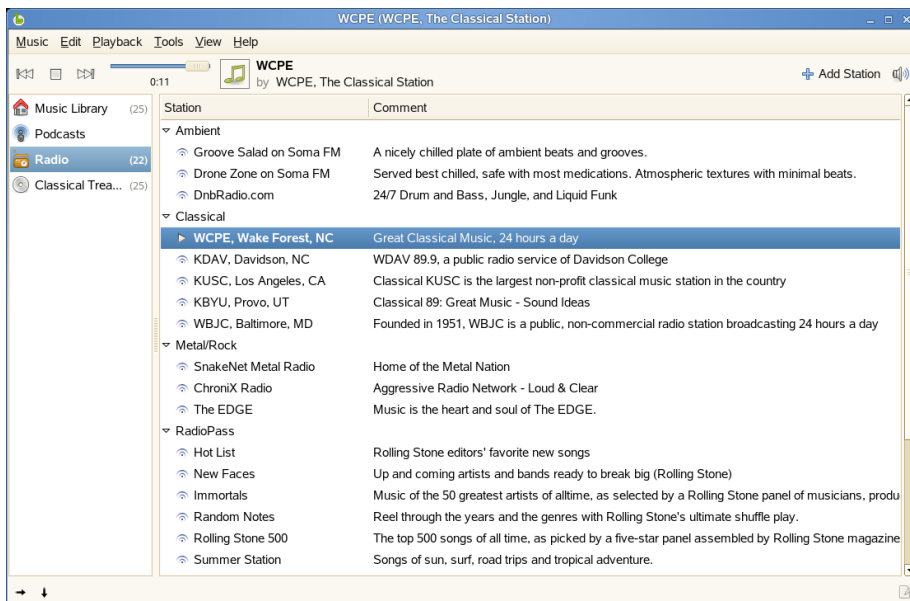 WCPE (WCPE, The Classical Station)
Music Edit Playback Tools View Help
WCPE
0:11 by WCPE, The Classical Station
Add Station
Music Library (25)
Podcasts
Radio (22)
Classical Trea... (25)
Station Comment
Ambient
Groove Salad on Soma FM A nicely chilled plate of ambient beats and grooves.
Drone Zone on Soma FM Served best chilled, safe with most medications. Atmospheric textures with minimal beats.
DnbRadio.com 24/7 Drum and Bass, Jungle, and Liquid Funk
Classical
WCPE, Wake Forest, NC Great Classical Music, 24 hours a day
KDAV, Davidson, NC WDAV 89.9, a public radio service of Davidson College
KUSC, Los Angeles, CA Classical KUSC is the largest non-profit classical music station in the country
KBYU, Provo, UT Classical 89: Great Music - Sound Ideas
WBJC, Baltimore, MD Founded in 1951, WBJC is a public, non-commercial radio station broadcasting 24 hours a day
Metal/Rock
SnakeNet Metal Radio Home of the Metal Nation
ChroniX Radio Aggressive Radio Network - Loud & Clear
The EDGE Music is the heart and soul of The EDGE.
RadioPass
Hot List Rolling Stone editors' favorite new songs
New Faces Up and coming artists and bands ready to break big (Rolling Stone)
Immortals Music of the 50 greatest artists of alltime, as selected by a Rolling Stone panel of musicians, produ
Random Notes Reel through the years and the genres with Rolling Stone's ultimate shuffle play.
Rolling Stone 500 The top 500 songs of all time, as picked by a five-star panel assembled by Rolling Stone magazine
Summer Station Songs of sun, surf, road trips and tropical adventure.